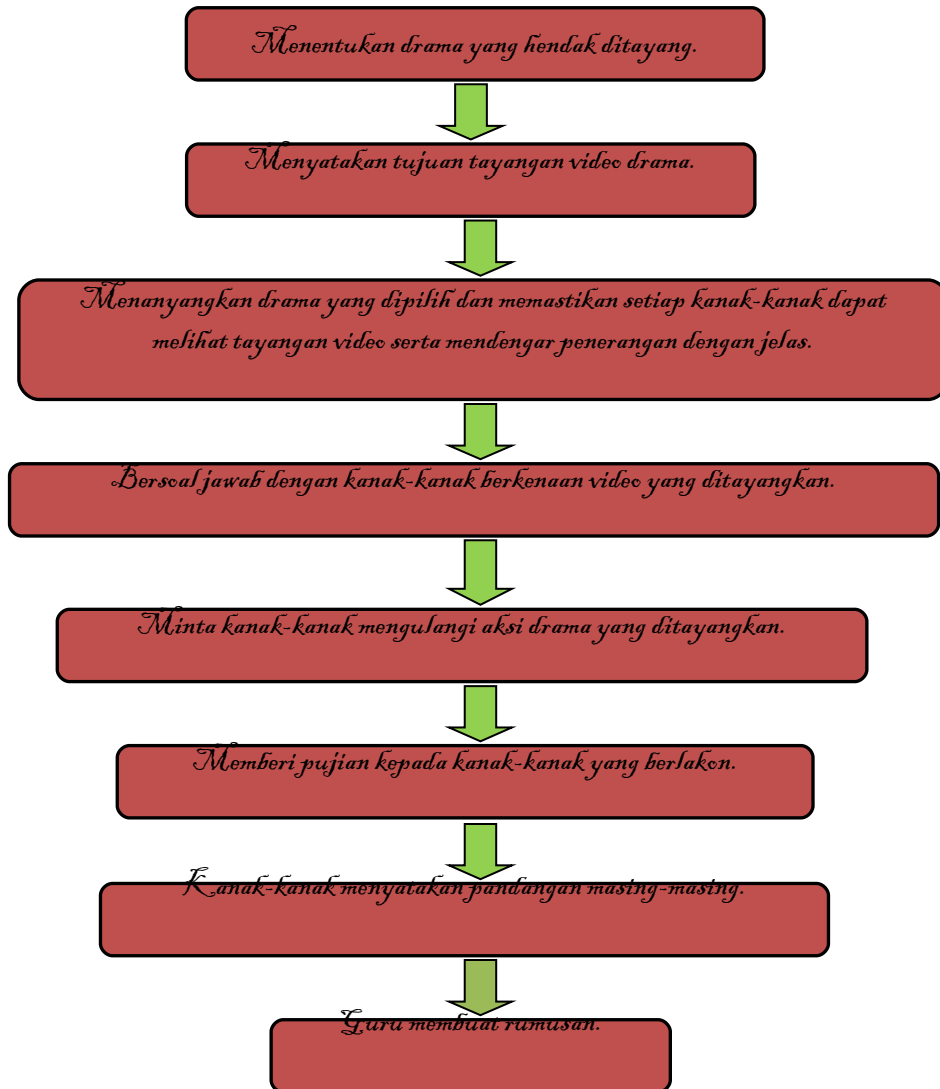 Menentukan drama yang hendak ditayang.
Menyatakan tujuan tayangan video drama.
Menanyangkan drama yang dipilih dan memastikan setiap kanak-kanak dapat
melihat tayangan video serta mendengar penerangan dengan jelas.
Bersoal jawab dengan kanak-kanak berkenaan video yang ditayangkan.
Minta kanak-kanak mengulangi aksi drama yang ditayangkan.
Memberi pujian kepada kanak-kanak yang berlakon.
Kanak-kanak menyatakan pandangan masing-masing.
Guru membuat rumusan.